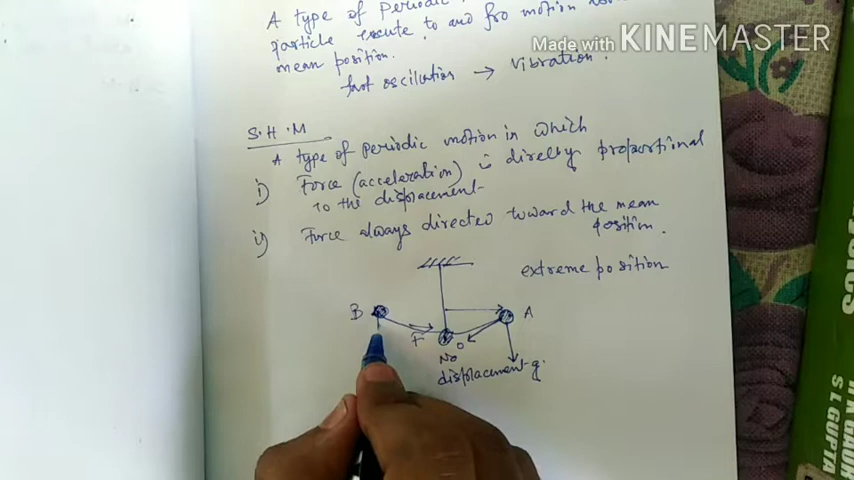 Made with KINEMASTER
A type of periodic
particle execute to and fro motion
mean position.
fast oscillation → vibration.
S.H.M
A type of periodic motion in which
i) Force (acceleration) is directly proportional
to the displacement
ii) Force always directed toward the mean
position.
extreme position
B
A
F
O
No
displacement g.
S L GUPTA